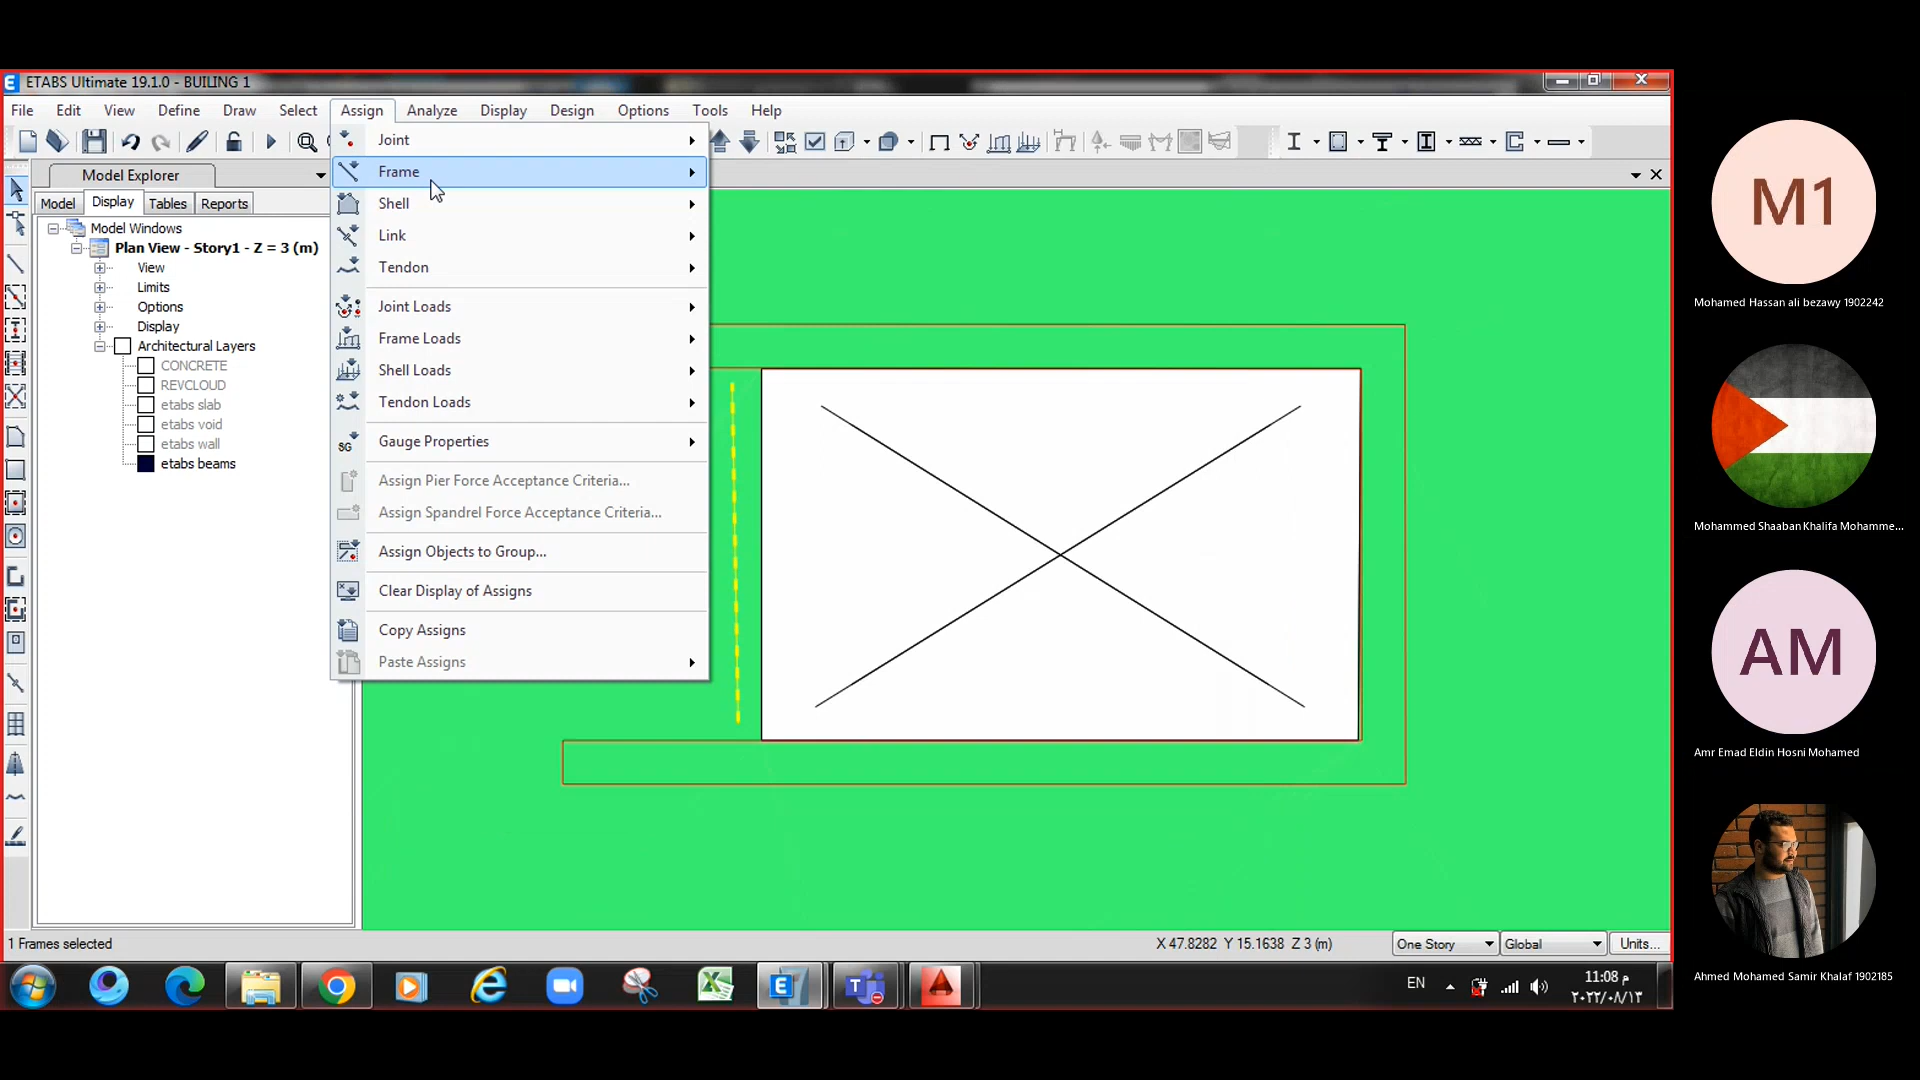 ETABS Ultimate 19.1.0 - BUILING 1
File Edit View Define Draw Select Assign Analyze Display Design Options Tools Help
Model Explorer
Model Display Tables Reports
Model Windows
Plan View - Story1 - Z = 3 (m)
View
Limits
Options
Display
Architectural Layers
CONCRETE
REVCLOUD
etabs slab
etabs void
etabs wall
etabs beams
Joint
Frame
Shell
Link
Tendon
Joint Loads
Frame Loads
Shell Loads
Tendon Loads
SG
Gauge Properties
Assign Pier Force Acceptance Criteria...
Assign Spandrel Force Acceptance Criteria...
Assign Objects to Group...
Clear Display of Assigns
Copy Assigns
Paste Assigns
1 Frames selected
X 47.8282 Y 15.1638 Z 3 (m)
One Story
Global
Units...
EN
11:08 م
٢٠٢٢/٠٨/١٣
M1
Mohamed Hassan ali bezawy 1902242
Mohammed Shaaban Khalifa Mohamme...
AM
Amr Emad Eldin Hosni Mohamed
Ahmed Mohamed Samir Khalaf 1902185